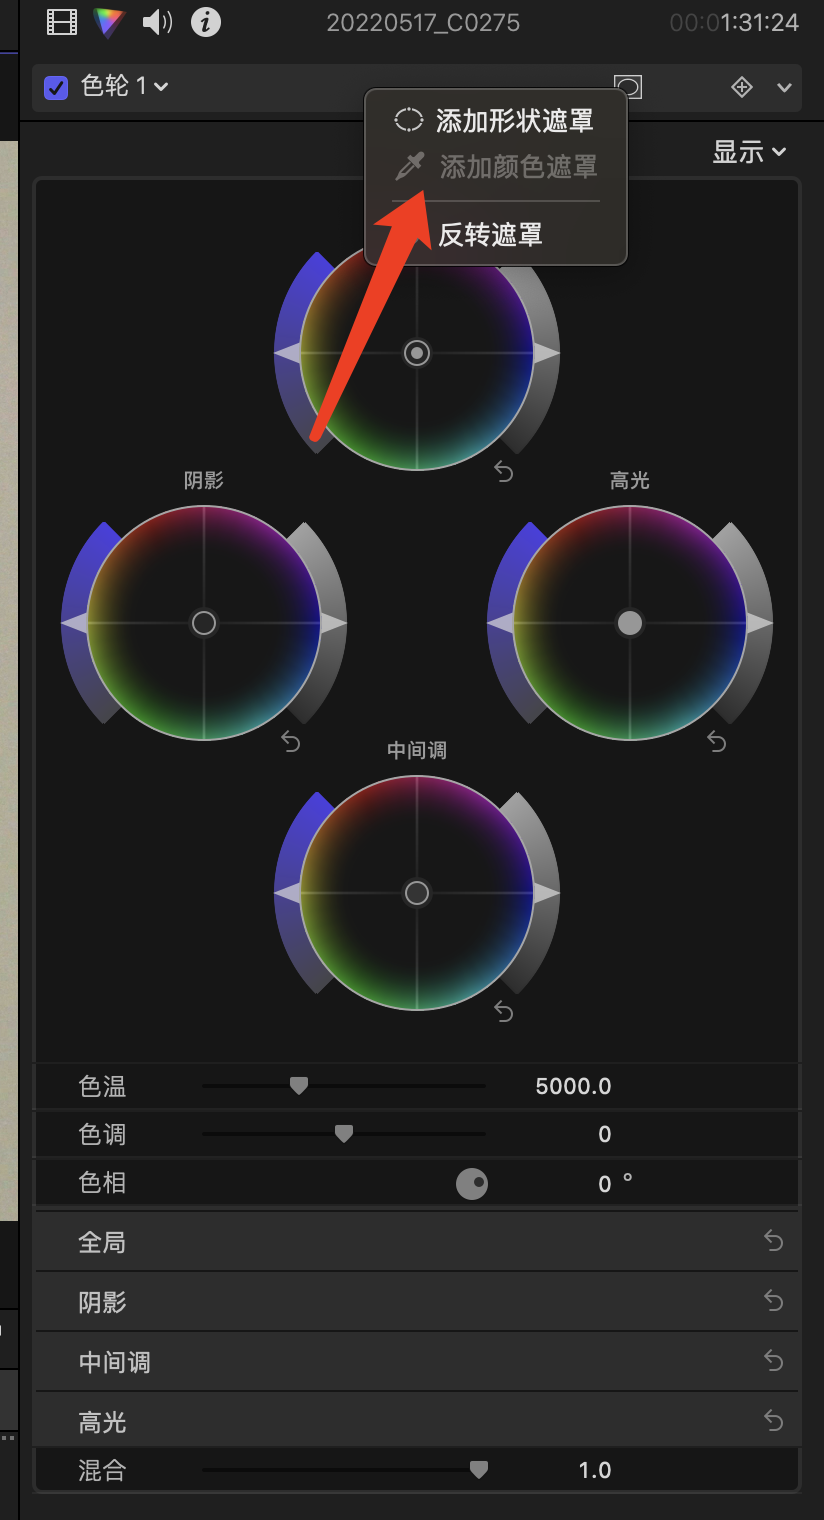 20220517_C0275
00:01:31:24
色轮 1
添加形状遮罩
添加颜色遮罩
反转遮罩
显示
阴影
高光
中间调
色温
5000.0
色调
0
色相
0 °
全局
阴影
中间调
高光
混合
1.0